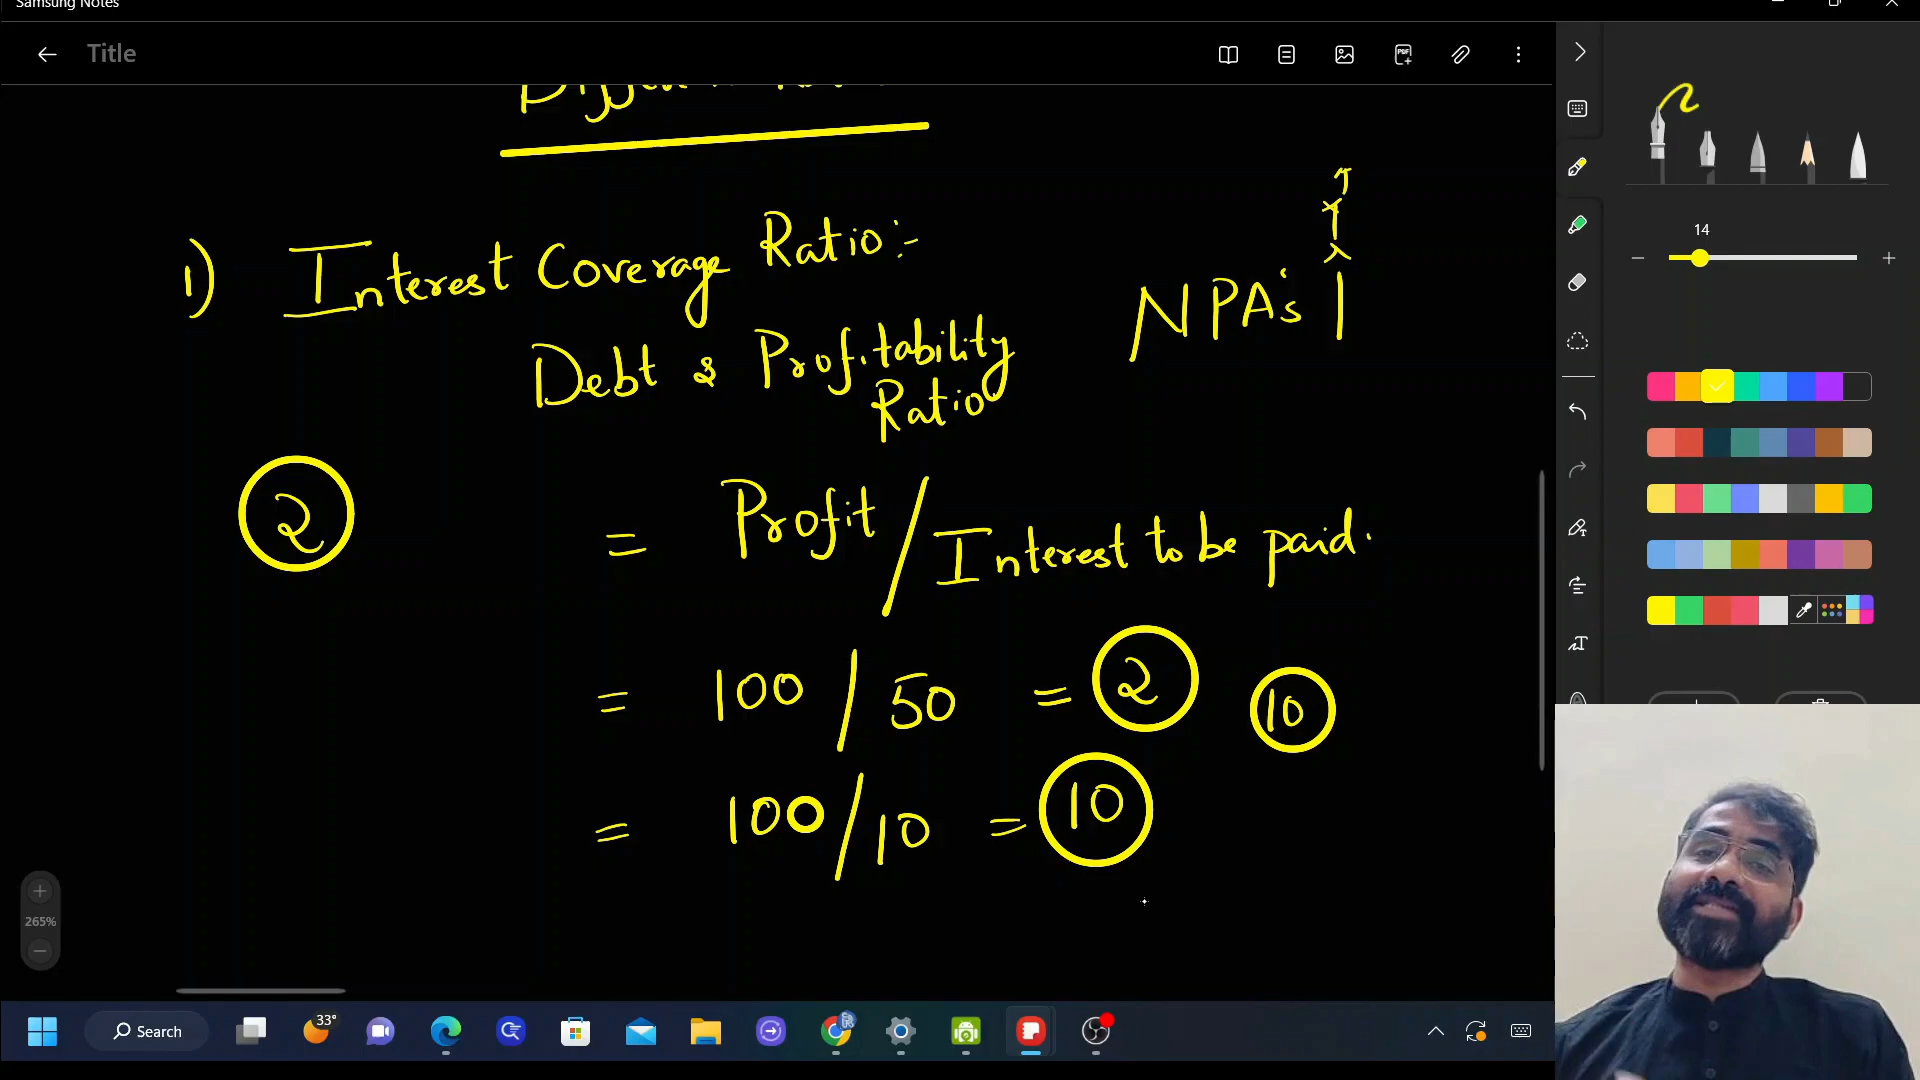 Samsung Notes
Title
1) Interest Coverage Ratio :-
NPA's
Debt & Profitability
Ratio
2
= Profit / Interest to be paid.
= 100 / 50 = 2 10
= 100 / 10 = 10
14
PDF
265%
33°
Search